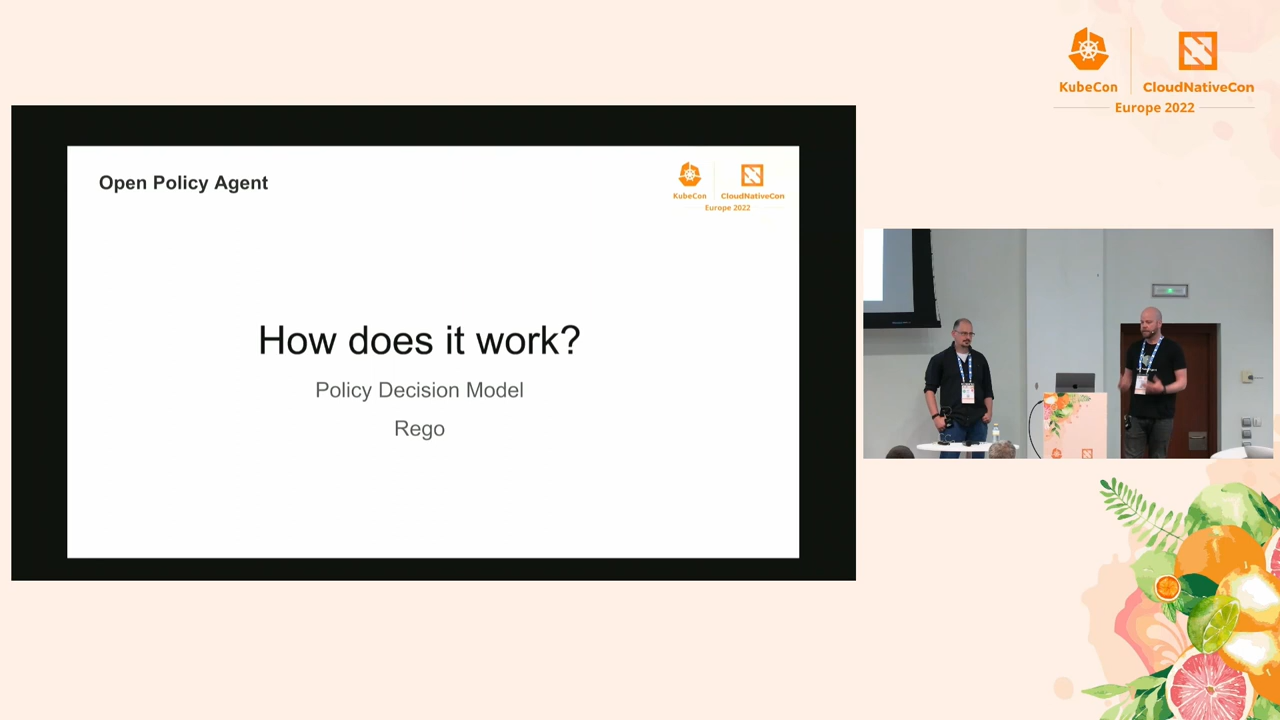 KubeCon
CloudNativeCon
Europe 2022
Open Policy Agent
KubeCon
CloudNativeCon
Europe 2022
How does it work?
Policy Decision Model
Rego